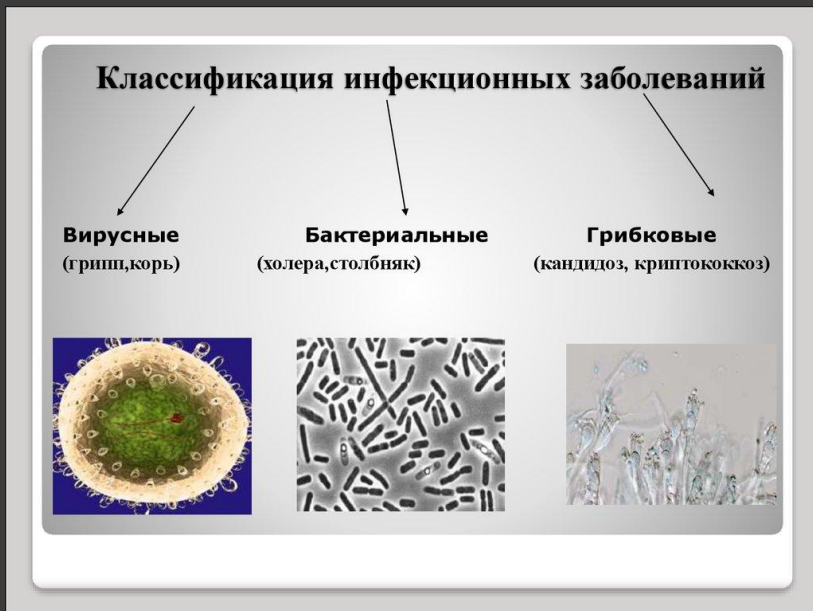 Классификация инфекционных заболеваний
Вирусные Бактериальные Грибковые
(грипп,корь) (холера,столбняк) (кандидоз, криптококкоз)